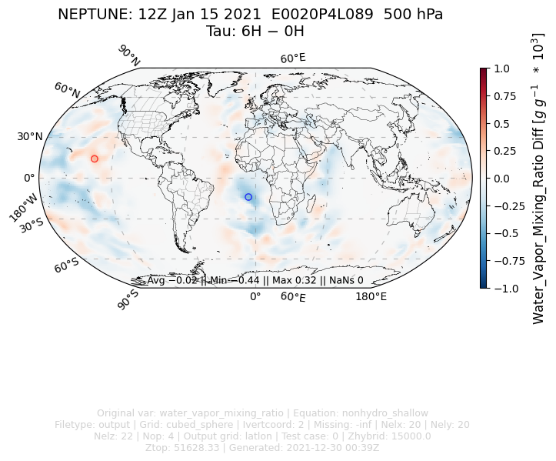 NEPTUNE: 12Z Jan 15 2021 E0020P4L089 500 hPa
Tau: 6H − 0H
90°N
60°E
60°N
30°N
0°
180°W
30°S
60°S
90°S
0°
60°E
180°E
Avg −0.02 || Min −0.44 || Max 0.32 || NaNs 0
1.00
0.75
0.50
0.25
0.0
−0.25
−0.50
−0.75
−1.0
Water_Vapor_Mixing_Ratio Diff [g g⁻¹ * 10³]
Original var: water_vapor_mixing_ratio | Equation: nonhydro_shallow
Filetype: output | Grid: cubed_sphere | Ivertcoord: 2 | Missing: -inf | Nelx: 20 | Nely: 20
Nelz: 22 | Nop: 4 | Output grid: latlon | Test case: 0 | Zhybrid: 15000.0
Ztop: 51628.33 | Generated: 2021-12-30 00:39Z